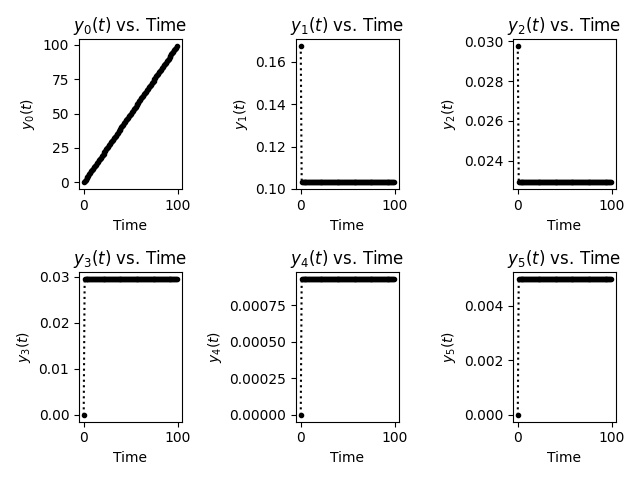 y₀(t) vs. Time
100
75
50
25
0
y₀(t)
0 100
Time
y₁(t) vs. Time
0.16
0.14
0.12
0.10
y₁(t)
0 100
Time
y₂(t) vs. Time
0.030
0.028
0.026
0.024
y₂(t)
0 100
Time
y₃(t) vs. Time
0.03
0.02
0.01
0.00
y₃(t)
0 100
Time
y₄(t) vs. Time
0.00075
0.00050
0.00025
0.00000
y₄(t)
0 100
Time
y₅(t) vs. Time
0.004
0.002
0.000
y₅(t)
0 100
Time